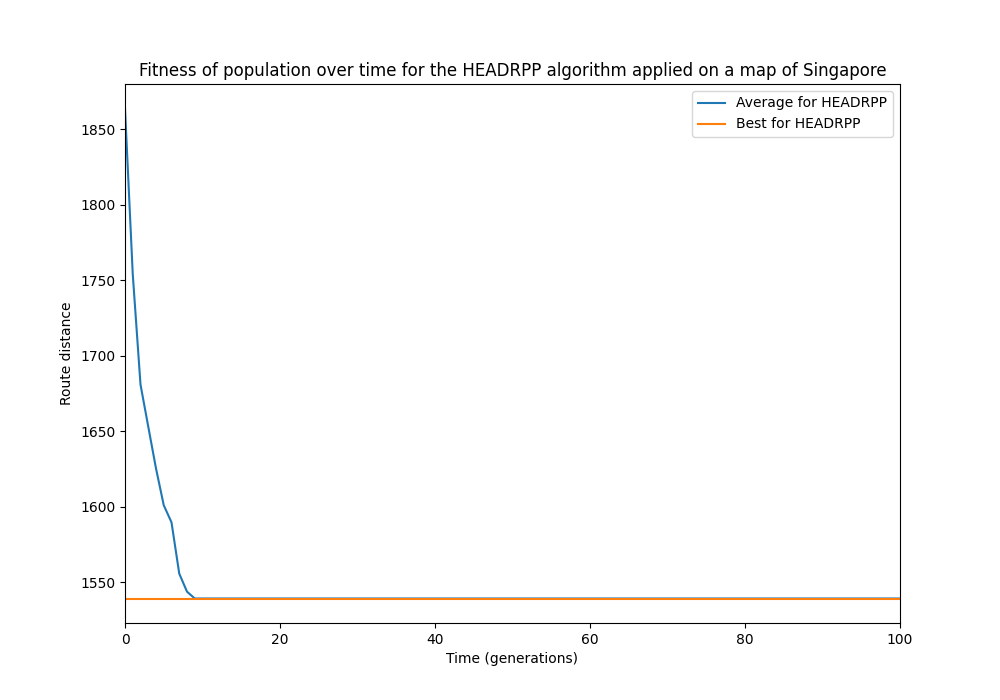 Fitness of population over time for the HEADRPP algorithm applied on a map of Singapore
Average for HEADRPP
Best for HEADRPP
1850
1800
1750
1700
1650
1600
1550
Route distance
0 20 40 60 80 100
Time (generations)